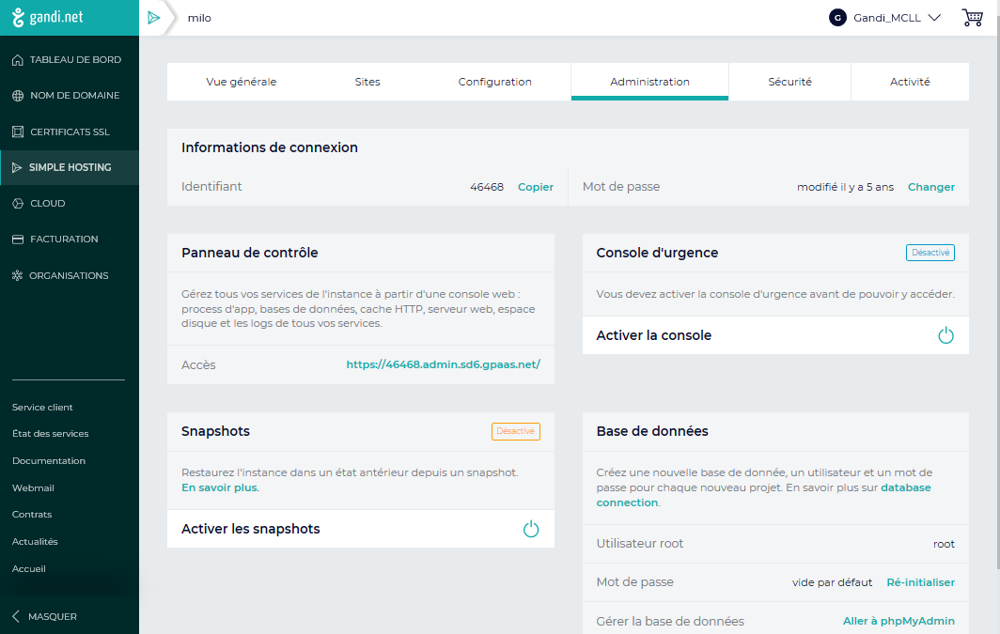 gandi.net
milo
G
Gandi_MCLL
TABLEAU DE BORD
NOM DE DOMAINE
CERTIFICATS SSL
SIMPLE HOSTING
CLOUD
FACTURATION
ORGANISATIONS
Service client
État des services
Documentation
Webmail
Contrats
Actualités
Accueil
MASQUER
Vue générale
Sites
Configuration
Administration
Sécurité
Activité
Informations de connexion
Identifiant 46468 Copier
Mot de passe modifié il y a 5 ans Changer
Panneau de contrôle
Gérez tous vos services de l'instance à partir d'une console web :
process d'app, bases de données, cache HTTP, serveur web, espace
disque et les logs de tous vos services.
Accès https://46468.admin.sd6.gpaas.net/
Console d'urgence Désactivé
Vous devez activer la console d'urgence avant de pouvoir y accéder.
Activer la console
Snapshots Désactivé
Restaurez l'instance dans un état antérieur depuis un snapshot.
En savoir plus.
Activer les snapshots
Base de données
Créez une nouvelle base de donnée, un utilisateur et un mot de
passe pour chaque nouveau projet. En savoir plus sur database
connection.
Utilisateur root root
Mot de passe vide par défaut Ré-initialiser
Gérer la base de données Aller à phpMyAdmin